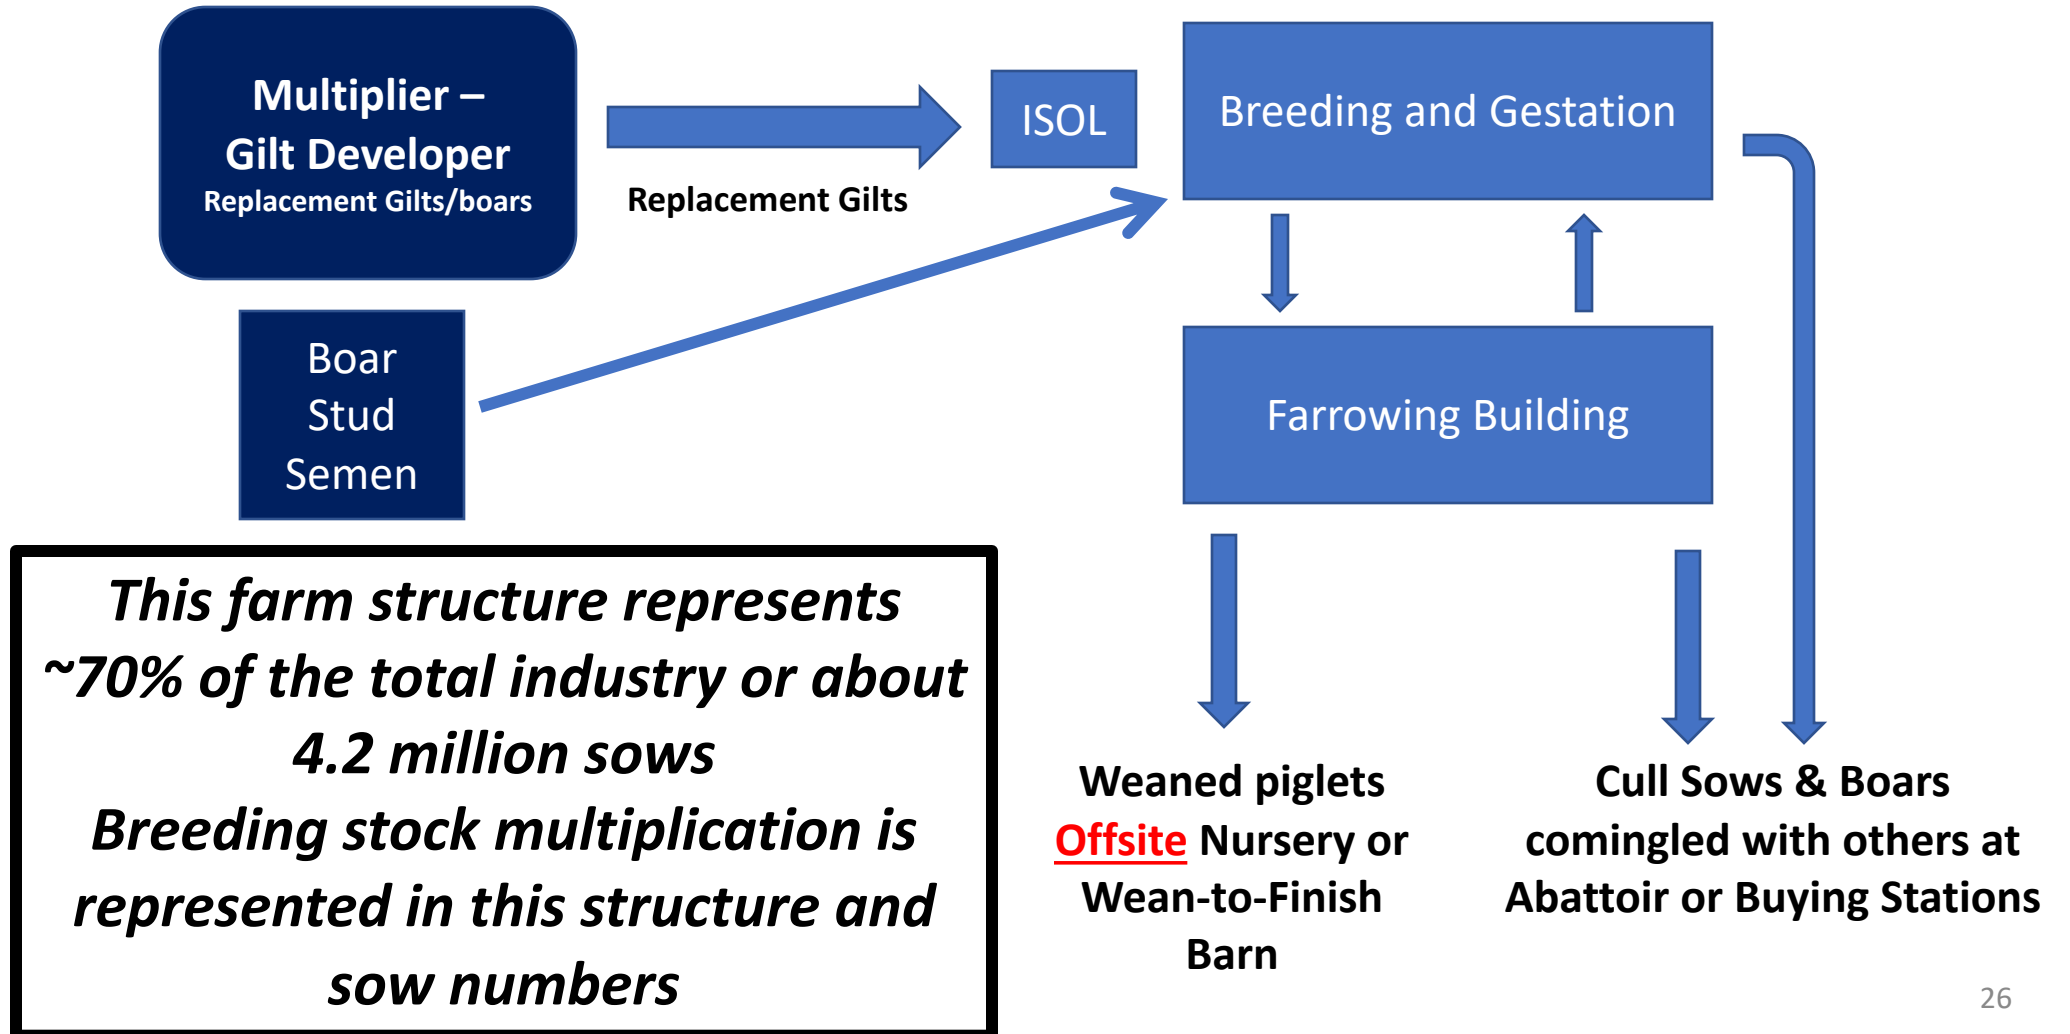 Multiplier –
Gilt Developer
Replacement Gilts/boars
Replacement Gilts
ISOL
Breeding and Gestation
Boar
Stud
Semen
Farrowing Building
This farm structure represents
~70% of the total industry or about
4.2 million sows
Breeding stock multiplication is
represented in this structure and
sow numbers
Weaned piglets
Offsite Nursery or
Wean-to-Finish
Barn
Cull Sows & Boars
comingled with others at
Abattoir or Buying Stations
26